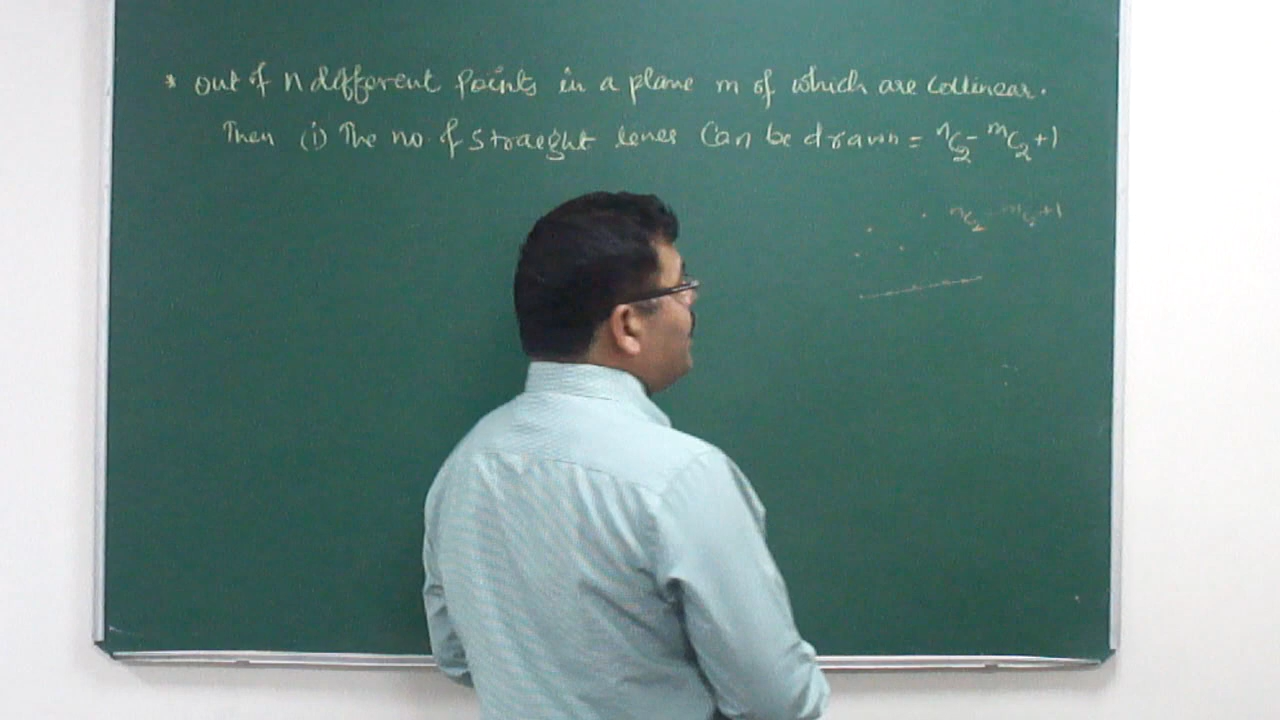 * out of n different points in a plane m of which are collinear.
Then (i) The no. of straight lines can be drawn = ⁿC₂ - ᵐC₂ + 1
ⁿC₂ - ᵐC₂ + 1